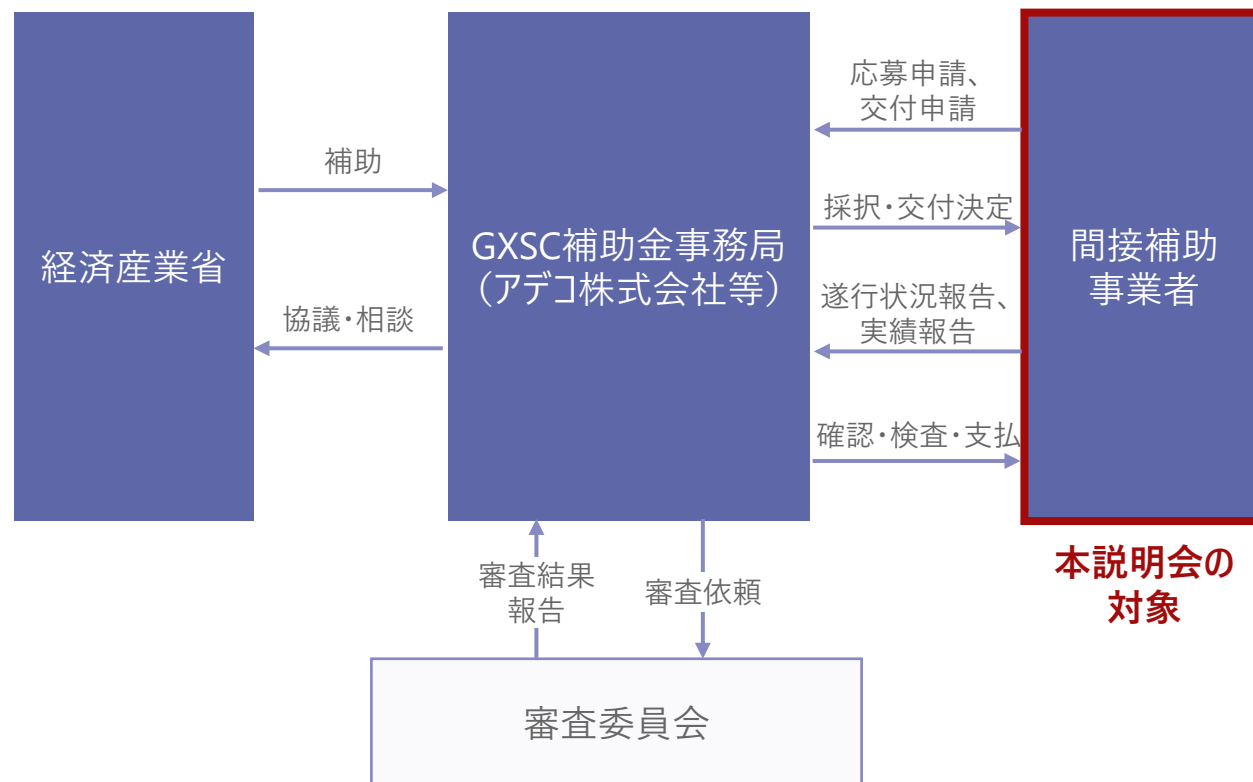 応募申請、
交付申請
補助
採択・交付決定
経済産業省
GXSC補助金事務局
（アデコ株式会社等）
間接補助
事業者
協議・相談
遂行状況報告、
実績報告
確認・検査・支払
本説明会の
対象
審査結果
報告
審査依頼
審査委員会